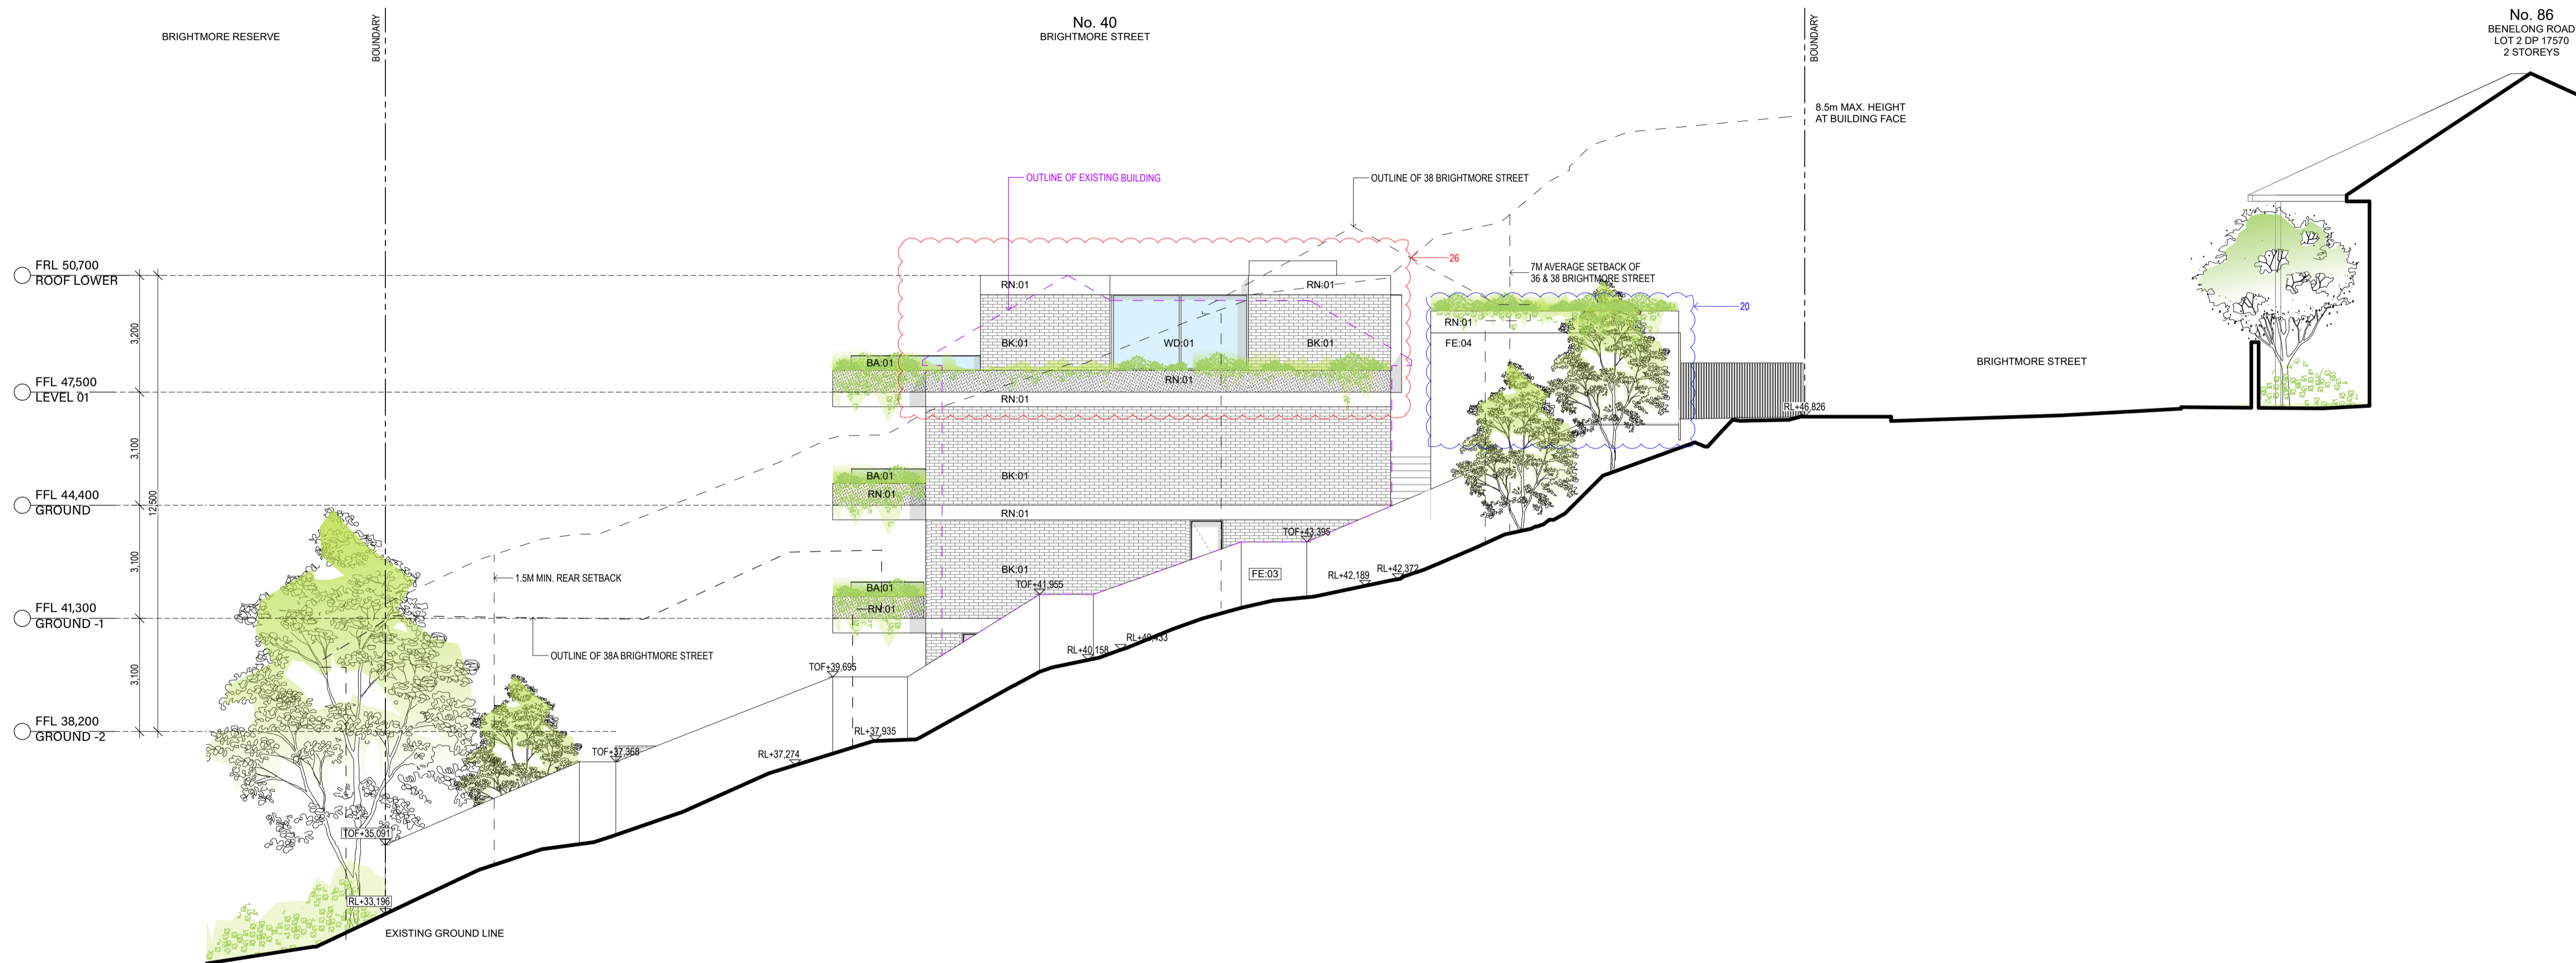 BRIGHTMORE RESERVE
BOUNDARY
No. 40
BRIGHTMORE STREET
BOUNDARY
No. 86
BENELONG ROAD
LOT 2 DP 17570
2 STOREYS
8.5m MAX. HEIGHT
AT BUILDING FACE
OUTLINE OF EXISTING BUILDING
OUTLINE OF 38 BRIGHTMORE STREET
26
7M AVERAGE SETBACK OF
36 & 38 BRIGHTMORE STREET
20
FRL 50,700
ROOF LOWER
3,200
RN:01
RN:01
RN:01
FE:04
BK:01
WD:01
BK:01
BA:01
RN:01
RN:01
BRIGHTMORE STREET
RL+46,826
FFL 47,500
LEVEL 01
3,100
12,500
BA:01
RN:01
BK:01
FFL 44,400
GROUND
RN:01
3,100
TOF+43,395
BK:01
FE:03
RL+42,189
RL+42,372
1.5M MIN. REAR SETBACK
BA:01
TOF+41,955
RN:01
FFL 41,300
GROUND -1
RL+40,433
OUTLINE OF 38A BRIGHTMORE STREET
RL+40,158
TOF+39,695
3,100
FFL 38,200
GROUND -2
RL+37,935
TOF+37,368
RL+37,274
TOF+35,091
RL+33,196
EXISTING GROUND LINE